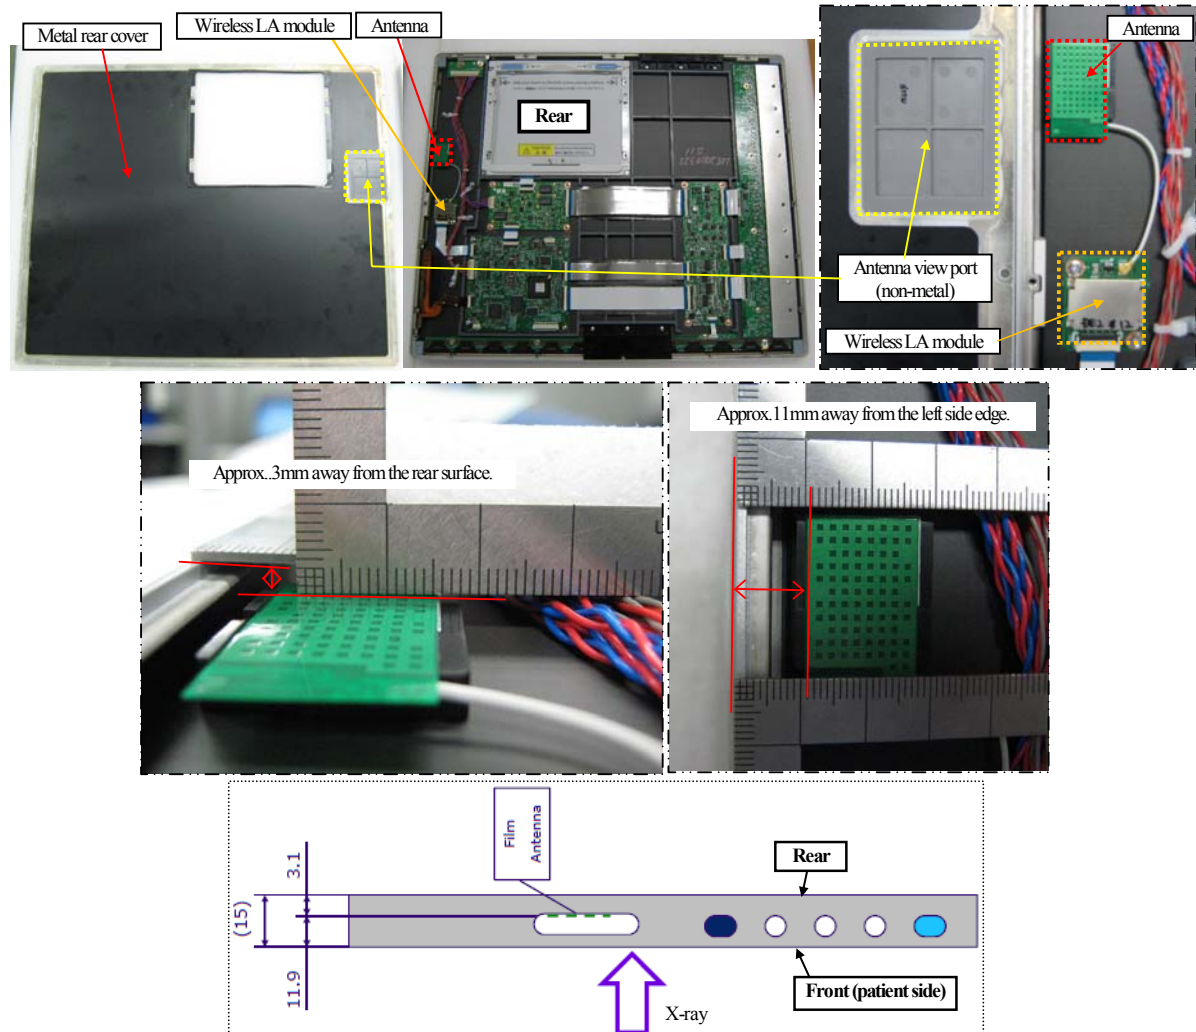 Metal rear cover
Wireless LA module
Antenna
Rear
Antenna
Antenna view port
(non-metal)
Wireless LA module
Approx..3mm away from the rear surface.
Approx.11mm away from the left side edge.
Film
Antenna
3.1
(15)
11.9
Rear
Front (patient side)
X-ray